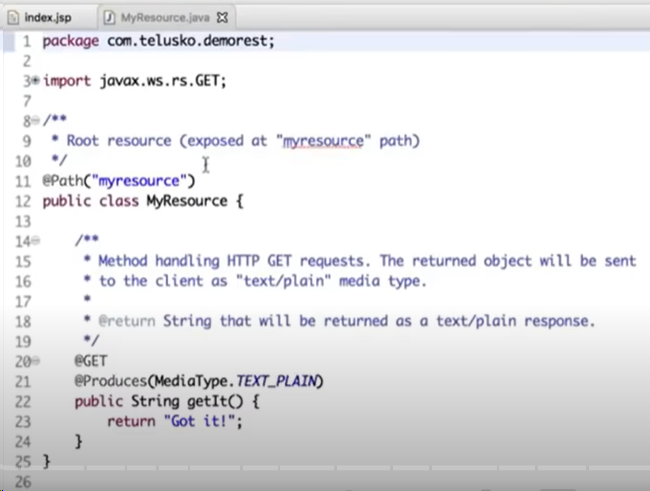 index.jsp MyResource.java
1 package com.telusko.demorest;
2
3 import javax.ws.rs.GET;
7
8 /**
9 * Root resource (exposed at "myresource" path)
10 */
11 @Path("myresource")
12 public class MyResource {
13
14 /**
15 * Method handling HTTP GET requests. The returned object will be sent
16 * to the client as "text/plain" media type.
17 *
18 * @return String that will be returned as a text/plain response.
19 */
20 @GET
21 @Produces(MediaType.TEXT_PLAIN)
22 public String getIt() {
23 return "Got it!";
24 }
25 }
26